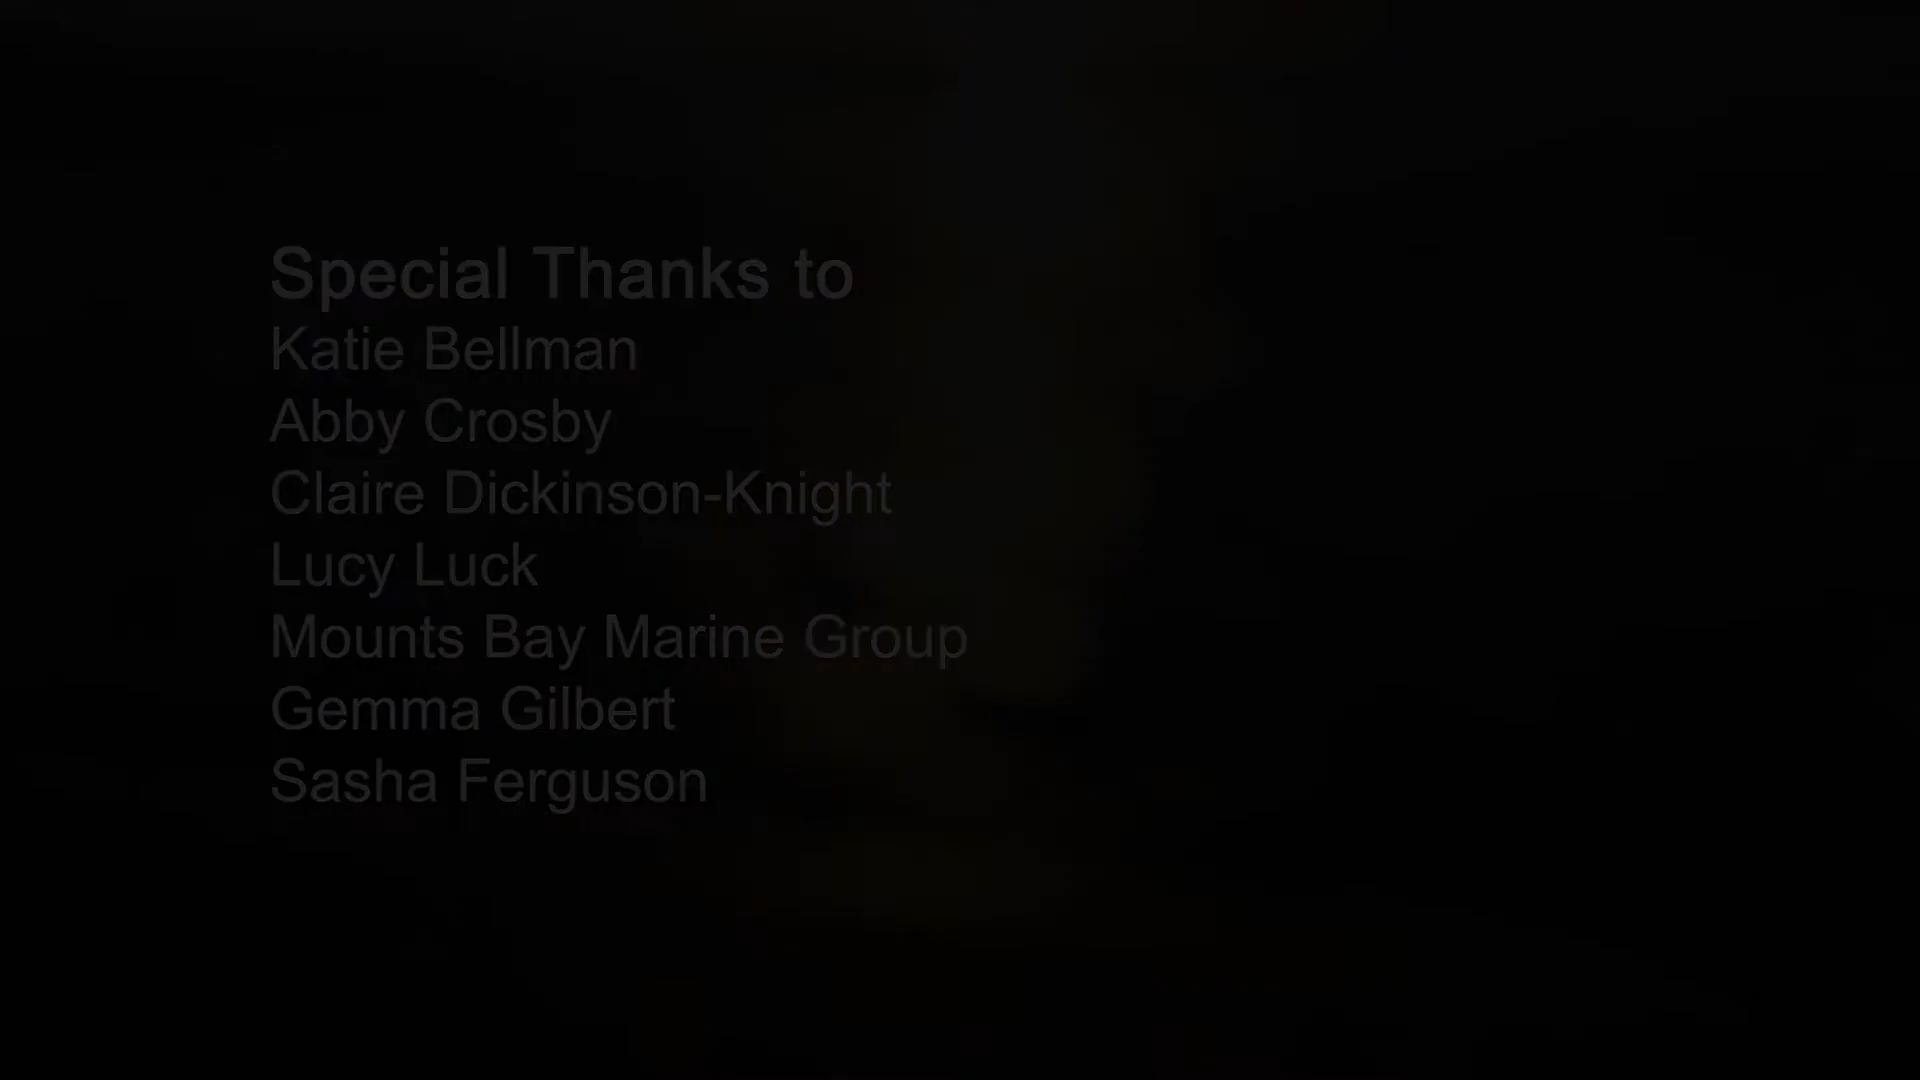 Special Thanks to
Katie Bellman
Abby Crosby
Claire Dickinson-Knight
Lucy Luck
Mounts Bay Marine Group
Gemma Gilbert
Sasha Ferguson